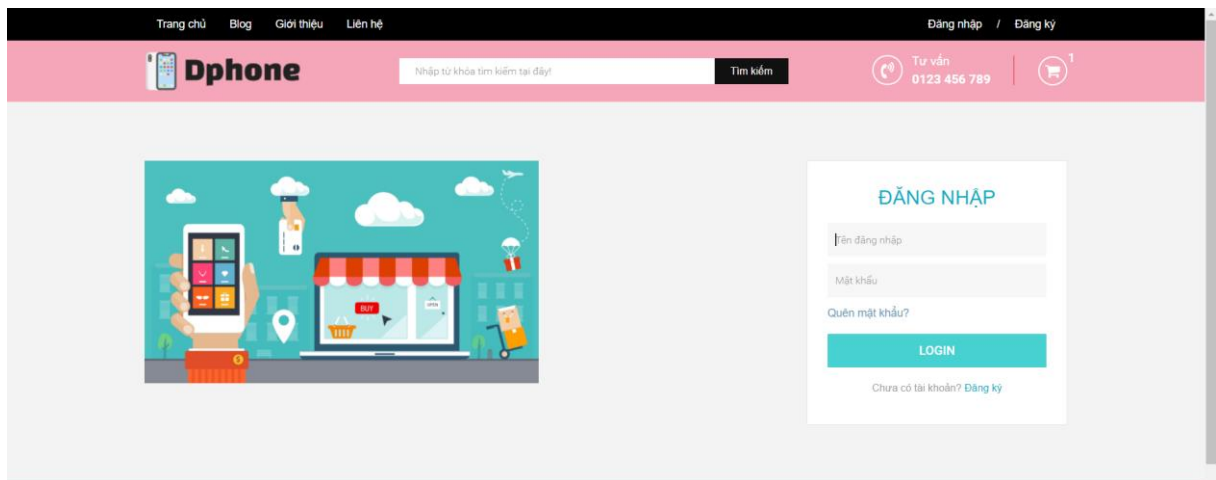 Trang chủ Blog Giới thiệu Liên hệ Đăng nhập / Đăng ký
Dphone
Nhập từ khóa tìm kiếm tại đây!
Tìm kiếm
Tư vấn
0123 456 789
1
BUY
OPEN
ĐĂNG NHẬP
Tên đăng nhập
Mật khẩu
Quên mật khẩu?
LOGIN
Chưa có tài khoản? Đăng ký